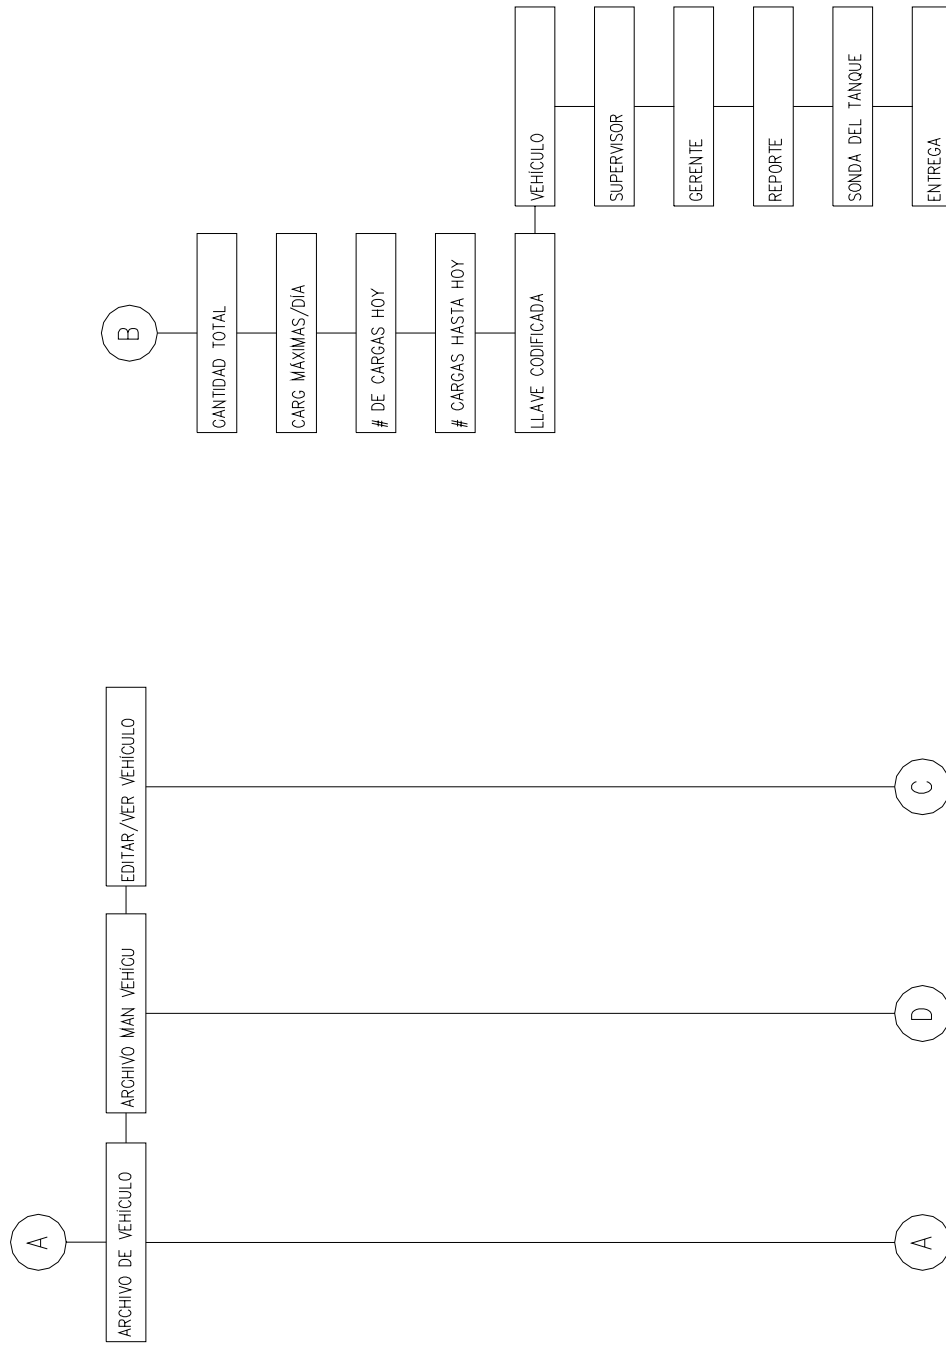 A
ARCHIVO DE VEHÍCULO
ARCHIVO MAN VEHÍCU
EDITAR/VER VEHÍCULO
A
D
C
B
CANTIDAD TOTAL
CARG MÁXIMAS/DÍA
# DE CARGAS HOY
# CARGAS HASTA HOY
LLAVE CODIFICADA
VEHÍCULO
SUPERVISOR
GERENTE
REPORTE
SONDA DEL TANQUE
ENTREGA